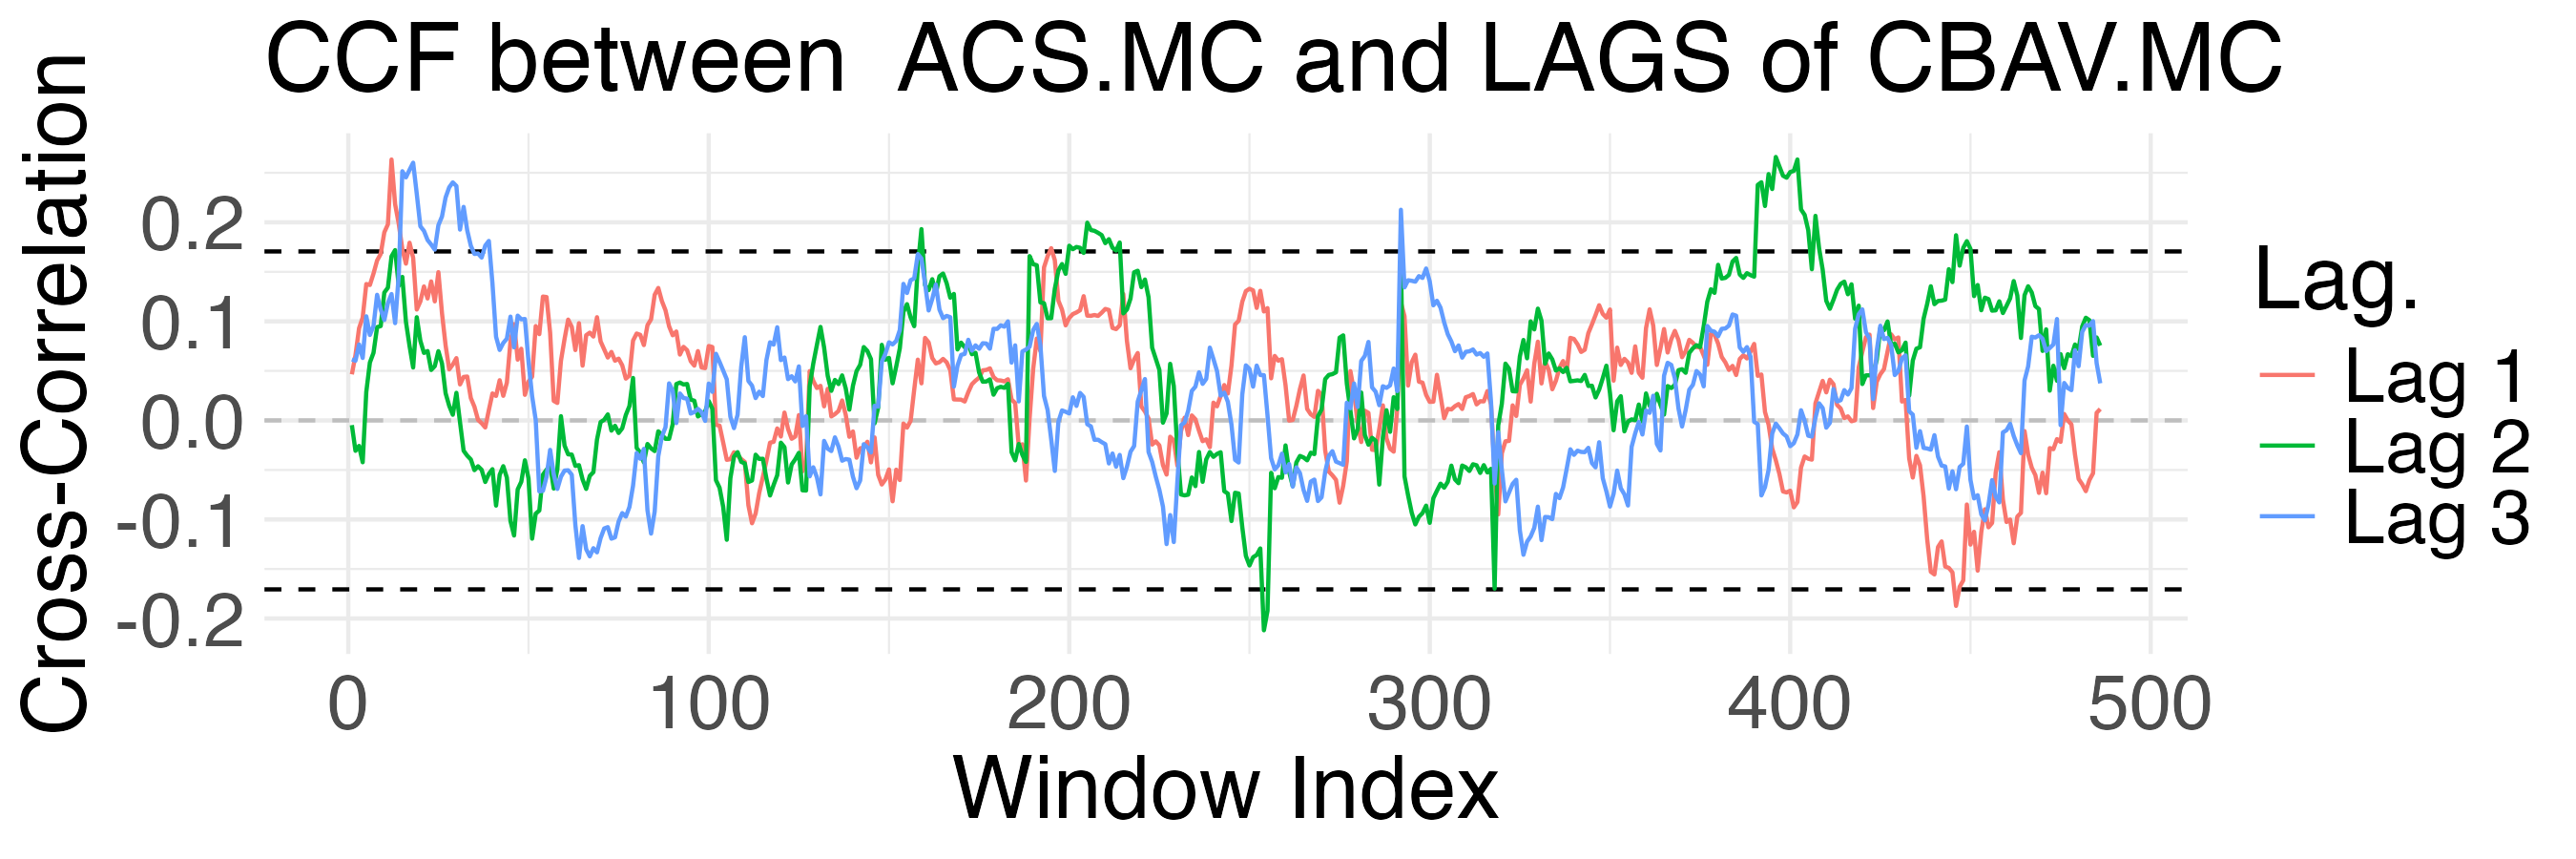 CCF between  ACS.MC and LAGS of CBAV.MC
Cross-Correlation
0.2
0.1
0.0
-0.1
-0.2
0 100 200 300 400 500
Window Index
Lag.
Lag 1
Lag 2
Lag 3